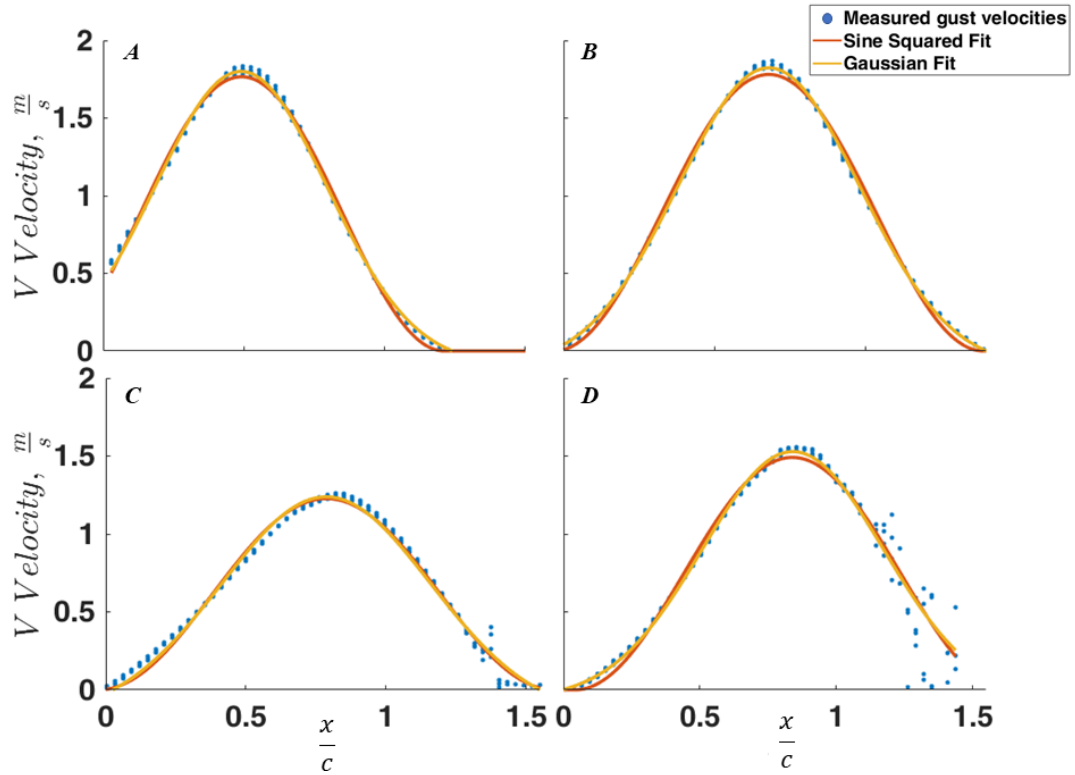 Measured gust velocities
Sine Squared Fit
Gaussian Fit
A
B
2
1.5
1
0.5
0
V Velocity, m/s
C
D
2
1.5
1
0.5
0
V Velocity, m/s
0 0.5 1 1.5
0 0.5 1 1.5
x/c
x/c